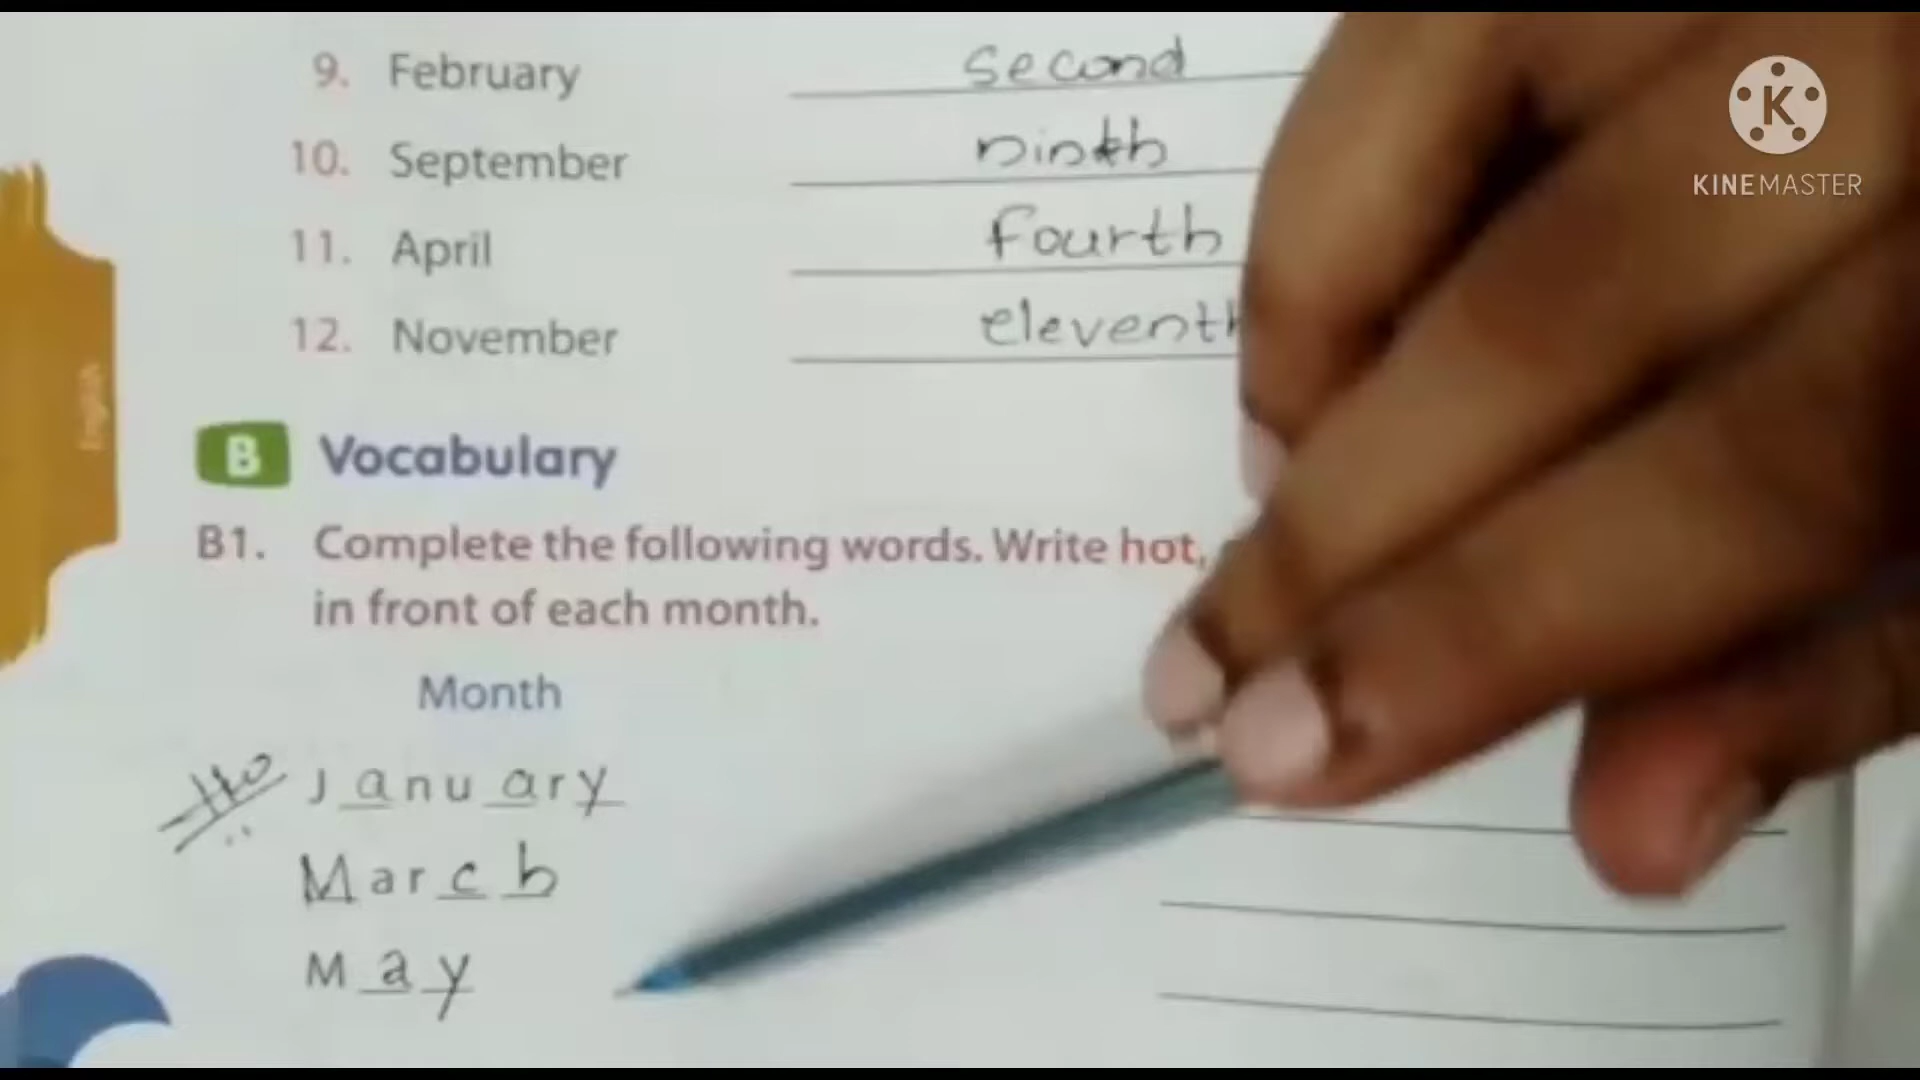 9. February second
10. September ninth
11. April fourth
12. November eleventh
English
B Vocabulary
B1. Complete the following words. Write hot,
in front of each month.
Month
January
March
May
KINEMASTER